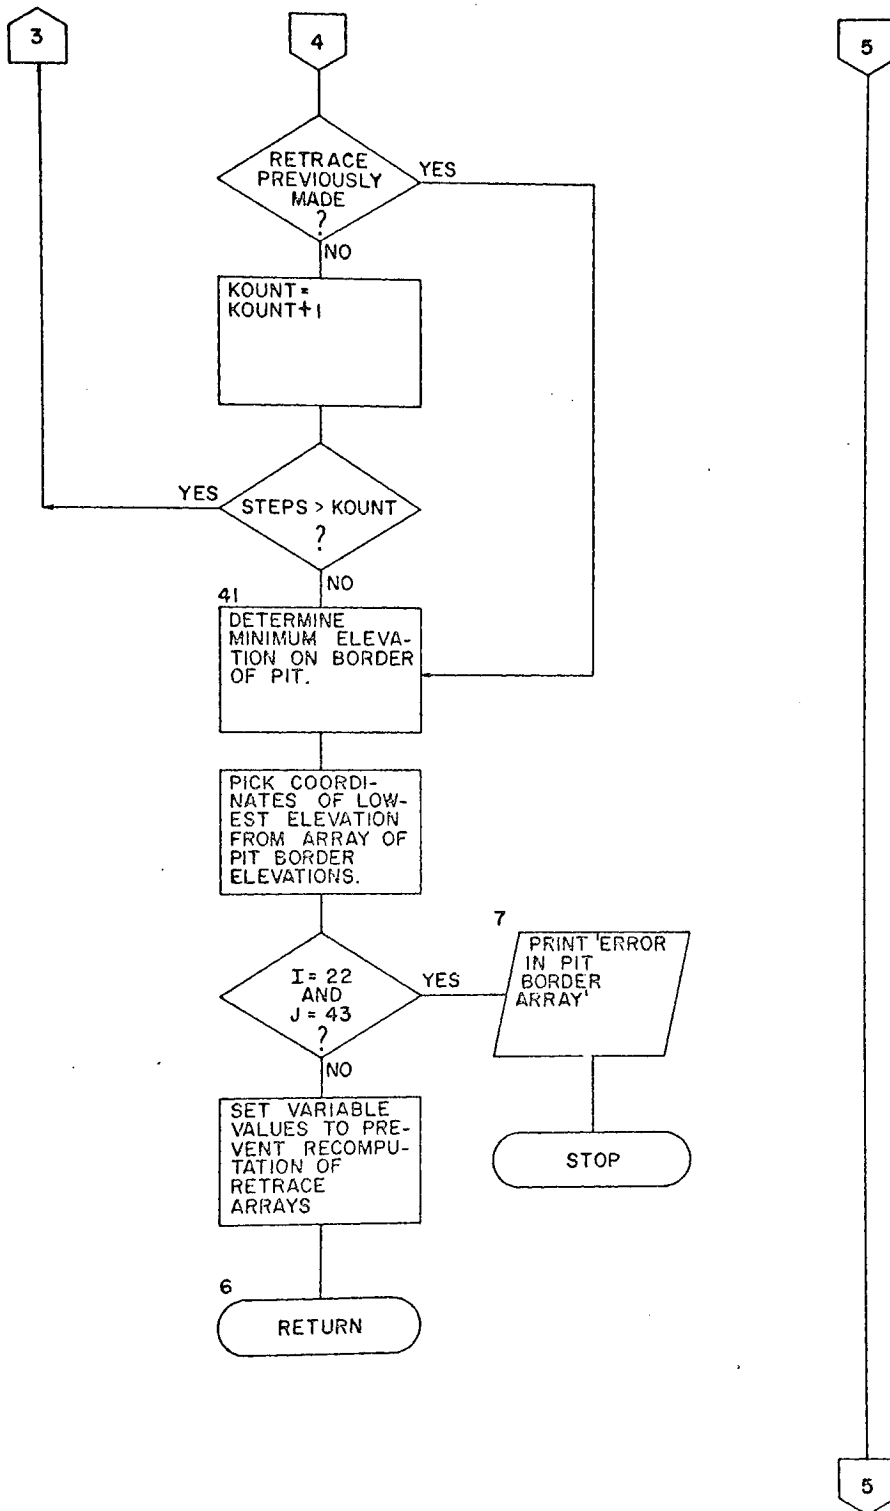 3
4
5
RETRACE
PREVIOUSLY
MADE
?
YES
NO
KOUNT=
KOUNT+1
YES
STEPS > KOUNT
?
NO
41
DETERMINE
MINIMUM ELEVA-
TION ON BORDER
OF PIT.
PICK COORDI-
NATES OF LOW-
EST ELEVATION
FROM ARRAY OF
PIT BORDER
ELEVATIONS.
I = 22
AND
J = 43
?
YES
NO
7
PRINT 'ERROR
IN PIT
BORDER
ARRAY'
STOP
SET VARIABLE
VALUES TO PRE-
VENT RECOMPU-
TATION OF
RETRACE
ARRAYS
6
RETURN
5